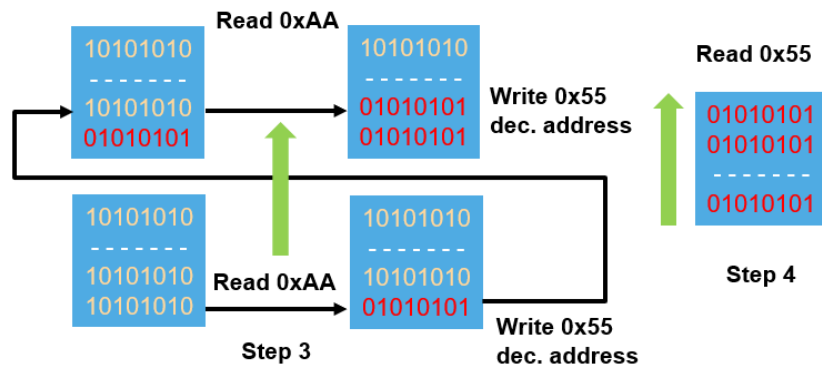 Read 0xAA
10101010
- - - - - - -
10101010
01010101
10101010
- - - - - - -
01010101
01010101
Write 0x55
dec. address
Read 0x55
01010101
01010101
- - - - - - -
01010101
Step 4
10101010
- - - - - - -
10101010
10101010
Read 0xAA
10101010
- - - - - - -
10101010
01010101
Write 0x55
dec. address
Step 3